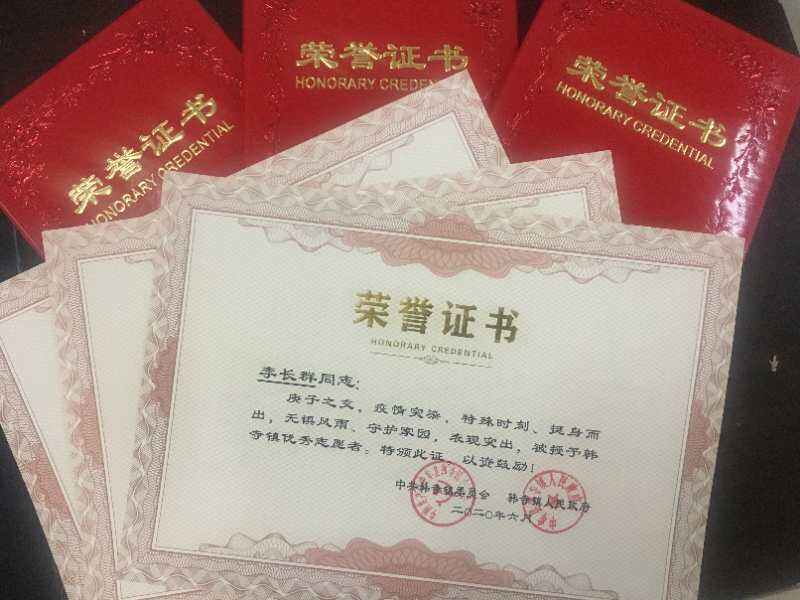 荣誉证书
HONORARY CREDENTIAL
荣誉证书
HONORARY CREDENTIAL
荣誉证书
HONORARY CREDENTIAL
荣誉证书
HONORARY CREDENTIAL
李长群同志：
庚子之交，疫情突袭，特殊时刻、挺身而
出，无惧风雨、守护家园，表现突出，被授予韩
寺镇优秀志愿者。特颁此证，以资鼓励！
中共韩寺镇委员会 韩寺镇人民政府
二〇二〇年六月